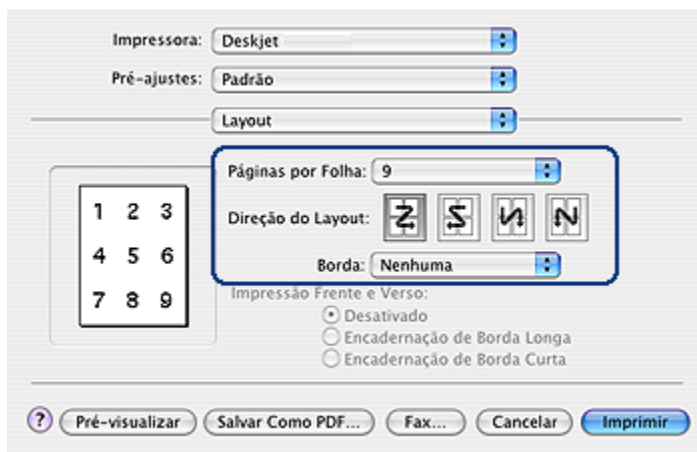 Impressora: Deskjet
Pré-ajustes: Padrão
Layout
Páginas por Folha: 9
Direção do Layout:
Borda: Nenhuma
1 2 3
4 5 6
7 8 9
Impressão Frente e Verso:
Desativado
Encadernação de Borda Longa
Encadernação de Borda Curta
? Pré-visualizar Salvar Como PDF... Fax... Cancelar Imprimir